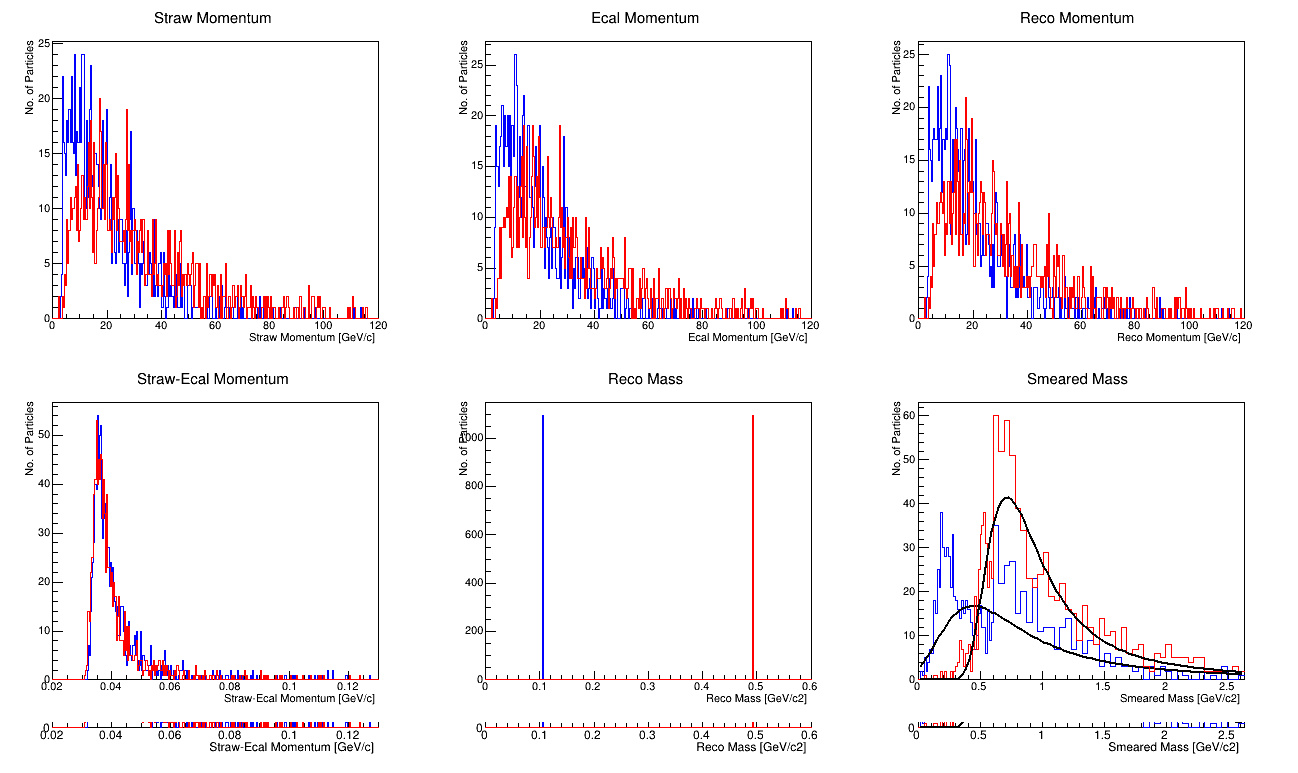 Straw Momentum
Ecal Momentum
Reco Momentum
No. of Particles
25
20
15
10
5
0
0 20 40 60 80 100 120
Straw Momentum [GeV/c]
No. of Particles
25
20
15
10
5
0
0 20 40 60 80 100 120
Ecal Momentum [GeV/c]
No. of Particles
25
20
15
10
5
0
0 20 40 60 80 100 120
Reco Momentum [GeV/c]
Straw-Ecal Momentum
Reco Mass
Smeared Mass
No. of Particles
50
40
30
20
10
0
0.02 0.04 0.06 0.08 0.1 0.12
Straw-Ecal Momentum [GeV/c]
No. of Particles
1000
800
600
400
200
0
0 0.1 0.2 0.3 0.4 0.5 0.6
Reco Mass [GeV/c2]
No. of Particles
60
50
40
30
20
10
0
0 0.5 1 1.5 2 2.5
Smeared Mass [GeV/c2]
0
0.02 0.04 0.06 0.08 0.1 0.12
Straw-Ecal Momentum [GeV/c]
0
0 0.1 0.2 0.3 0.4 0.5 0.6
Reco Mass [GeV/c2]
0
0 0.5 1 1.5 2 2.5
Smeared Mass [GeV/c2]